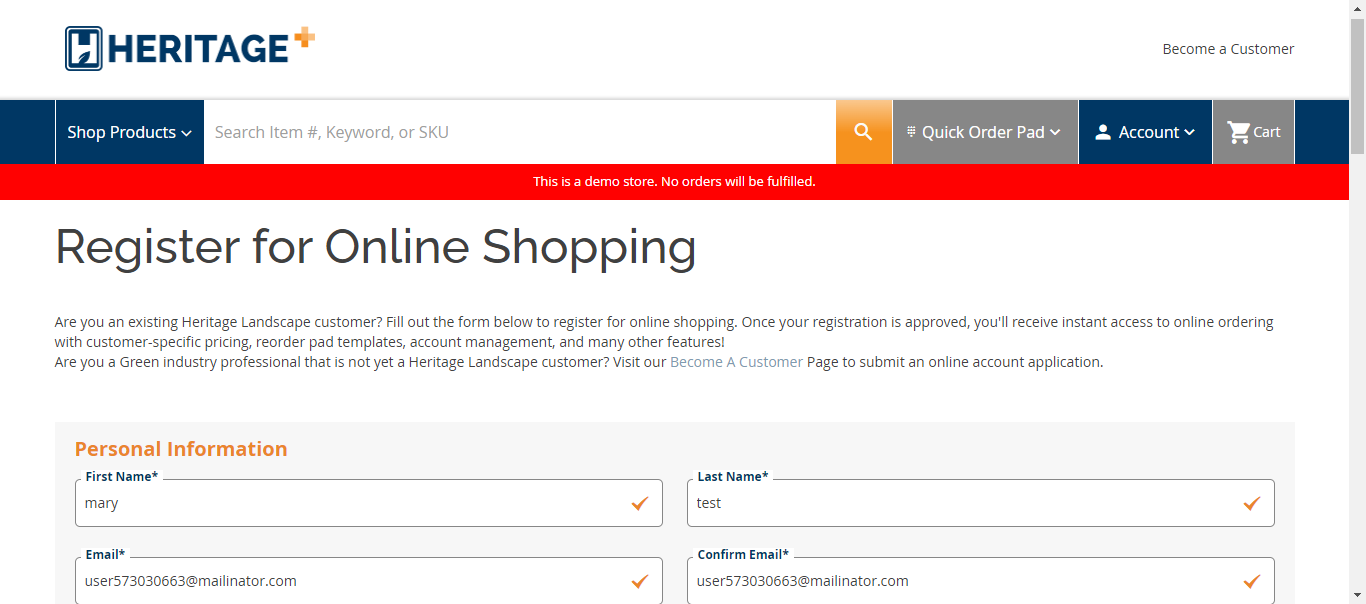 HERITAGE+
Become a Customer
Shop Products
Search Item #, Keyword, or SKU
Quick Order Pad
Account
Cart
This is a demo store. No orders will be fulfilled.
Register for Online Shopping
Are you an existing Heritage Landscape customer? Fill out the form below to register for online shopping. Once your registration is approved, you'll receive instant access to online ordering
with customer-specific pricing, reorder pad templates, account management, and many other features!
Are you a Green industry professional that is not yet a Heritage Landscape customer? Visit our Become A Customer Page to submit an online account application.
Personal Information
First Name*
mary
Last Name*
test
Email*
user573030663@mailinator.com
Confirm Email*
user573030663@mailinator.com